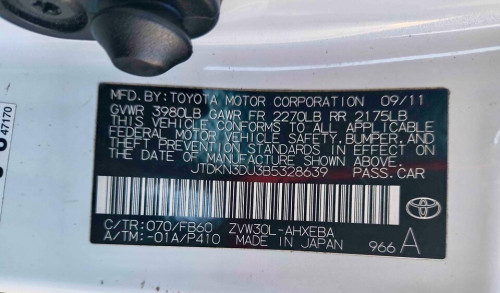 MFD. BY: TOYOTA MOTOR CORPORATION 09/11
GVWR 3980LB GAWR FR 2270LB RR 2175LB
THIS VEHICLE CONFORMS TO ALL APPLICABLE
FEDERAL MOTOR VEHICLE SAFETY, BUMPER, AND
THEFT PREVENTION STANDARDS IN EFFECT ON
THE DATE OF MANUFACTURE SHOWN ABOVE.
JTDKN3DU3B5328639 PASS. CAR
C/TR: 070/FB60 ZVW30L-AHXEBA
A/TM: -01A/P410 MADE IN JAPAN 966 A
47170